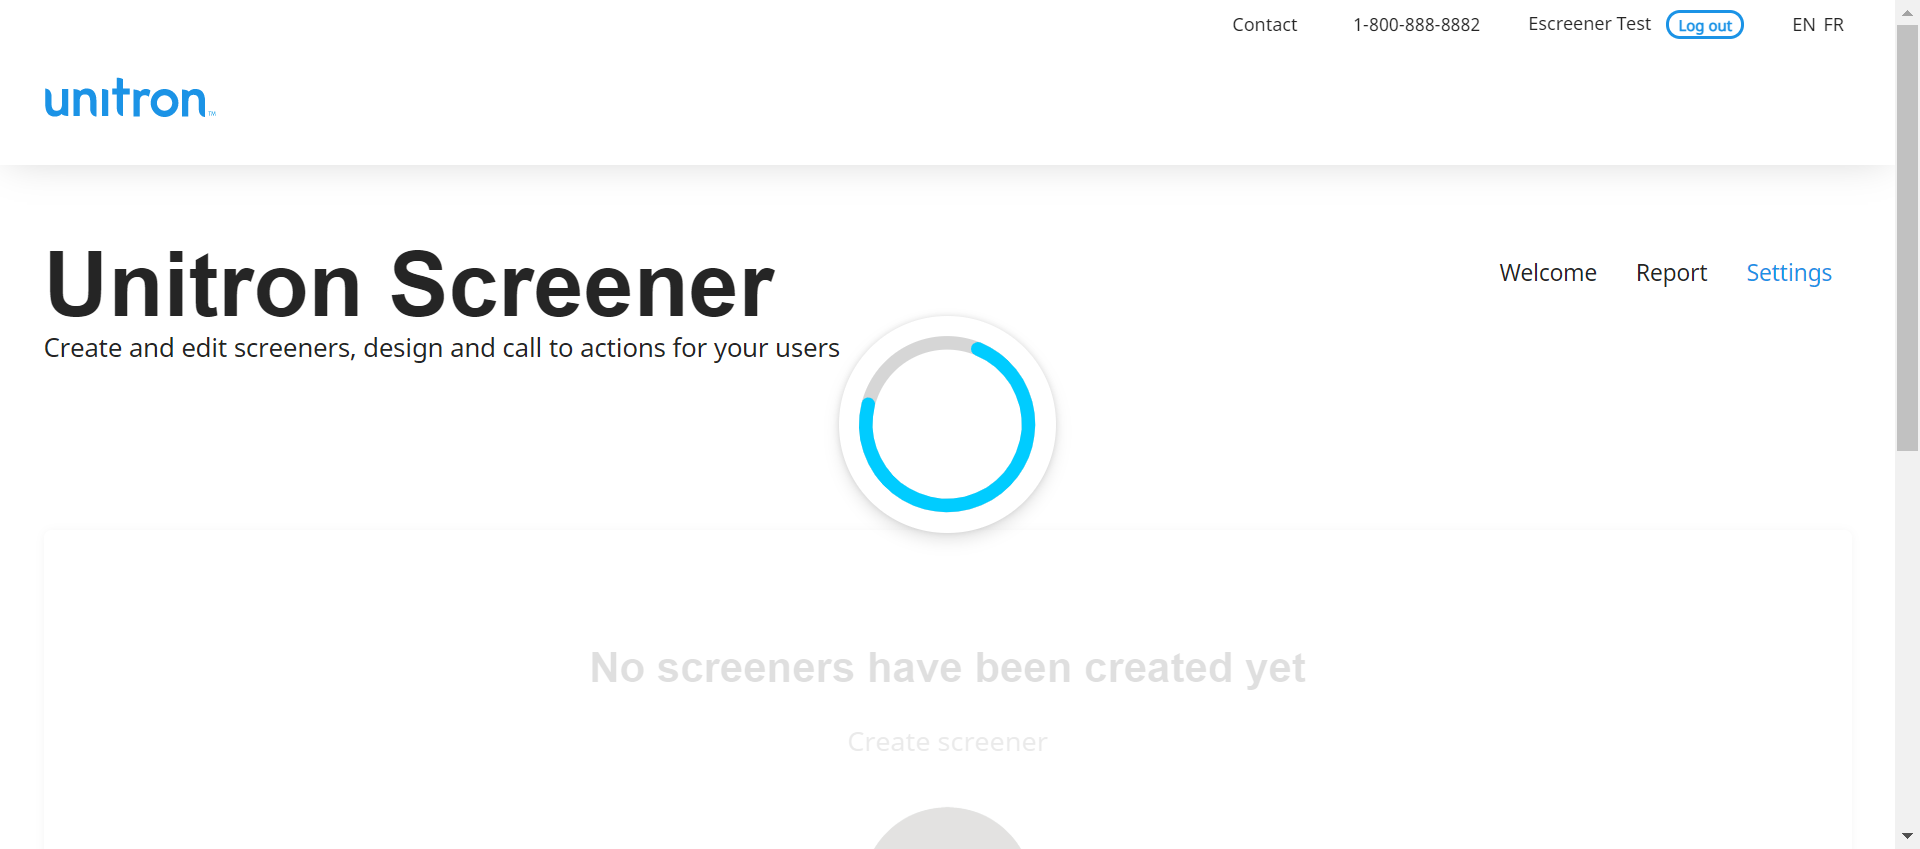 Contact 1-800-888-8882 Escreener Test Log out EN FR
unitron™
Unitron Screener
Welcome Report Settings
Create and edit screeners, design and call to actions for your users
No screeners have been created yet
Create screener